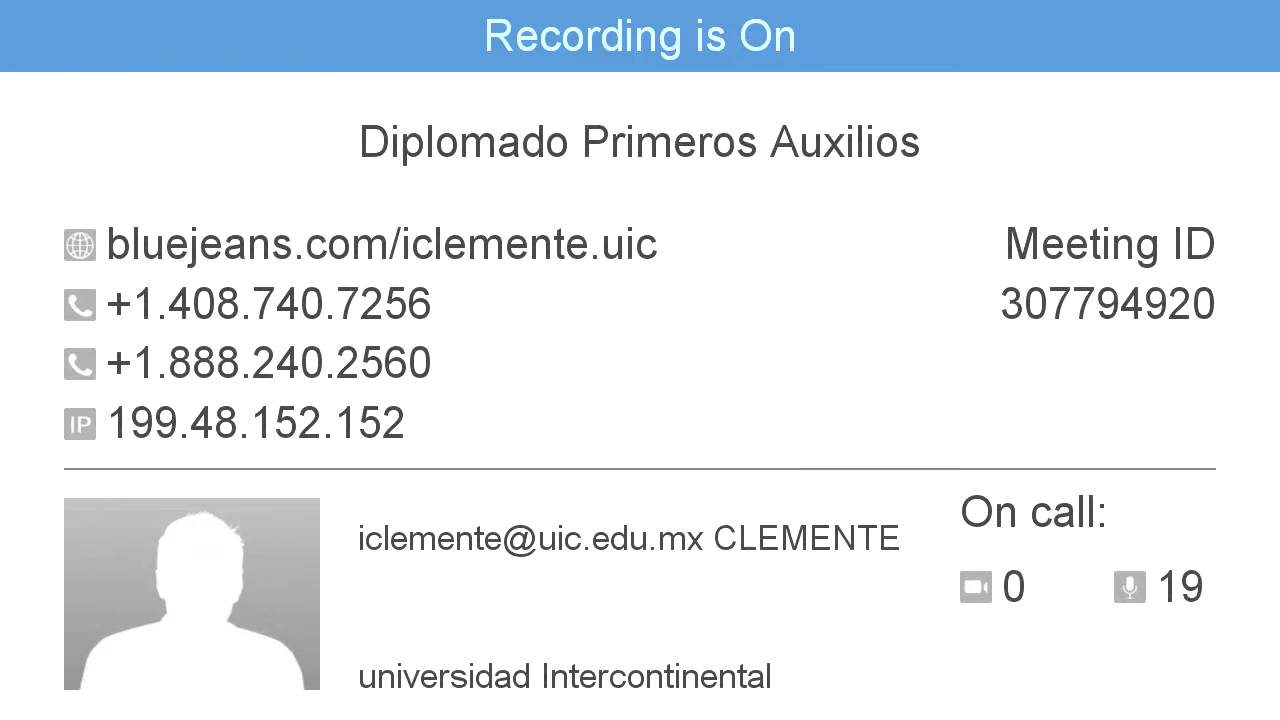 Recording is On
Diplomado Primeros Auxilios
bluejeans.com/iclemente.uic
Meeting ID
+1.408.740.7256
307794920
+1.888.240.2560
IP 199.48.152.152
On call:
iclemente@uic.edu.mx CLEMENTE
0 19
universidad Intercontinental